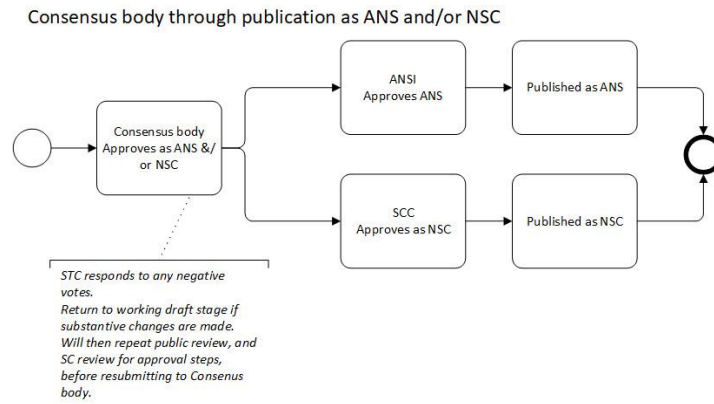 Consensus body through publication as ANS and/or NSC
ANSI
Approves ANS
Published as ANS
Consensus body
Approves as ANS &/
or NSC
SCC
Approves as NSC
Published as NSC
STC responds to any negative
votes.
Return to working draft stage if
substantive changes are made.
Will then repeat public review, and
SC review for approval steps,
before resubmitting to Consenus
body.